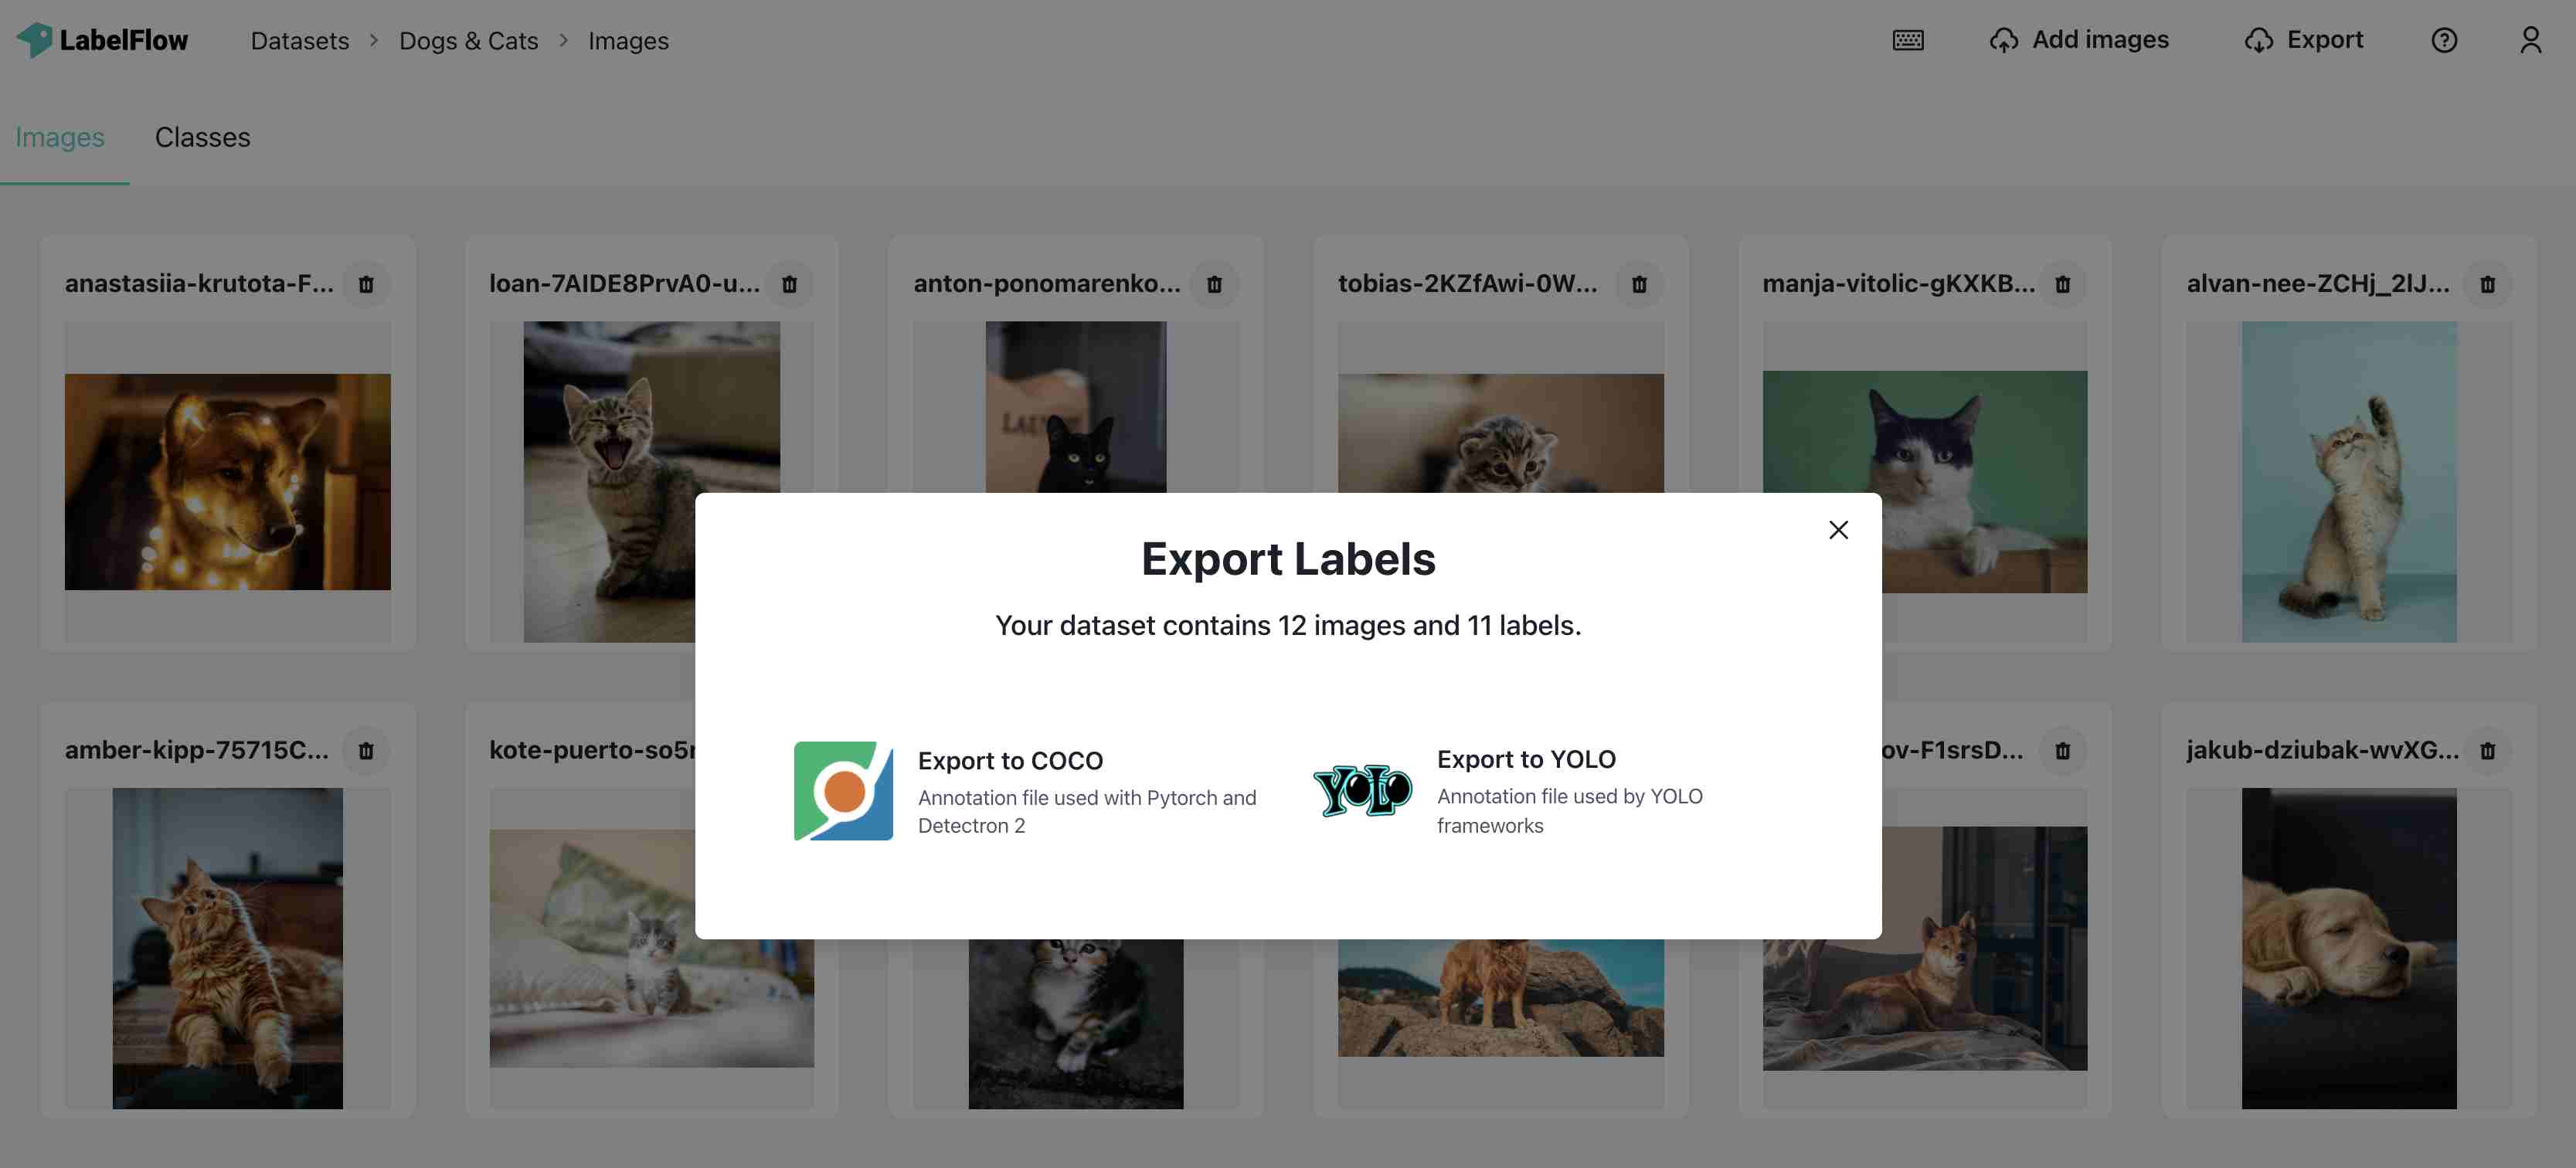 LabelFlow
Datasets > Dogs & Cats > Images
Add images
Export
Images
Classes
anastasiia-krutota-F...
loan-7AIDE8PrvA0-u...
anton-ponomarenko...
tobias-2KZfAwi-0W...
manja-vitolic-gKXKB...
alvan-nee-ZCHj_2lJ...
Export Labels
Your dataset contains 12 images and 11 labels.
Export to COCO
Annotation file used with Pytorch and
Detectron 2
YOLO
Export to YOLO
Annotation file used by YOLO
frameworks
amber-kipp-75715C...
kote-puerto-so5
ov-F1srsD...
jakub-dziubak-wvXG...